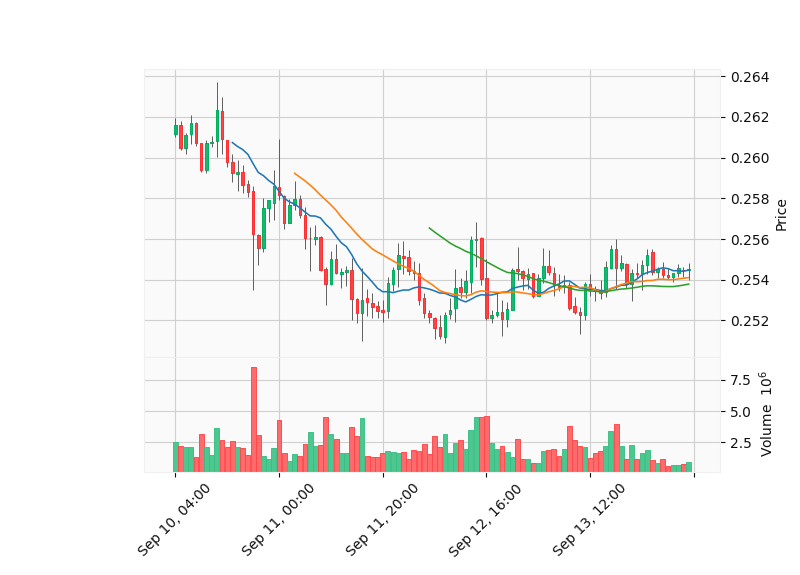 0.264
0.262
0.260
0.258
0.256
0.254
0.252
Price
7.5
5.0
2.5
Volume 10^6
Sep 10, 04:00
Sep 11, 00:00
Sep 11, 20:00
Sep 12, 16:00
Sep 13, 12:00